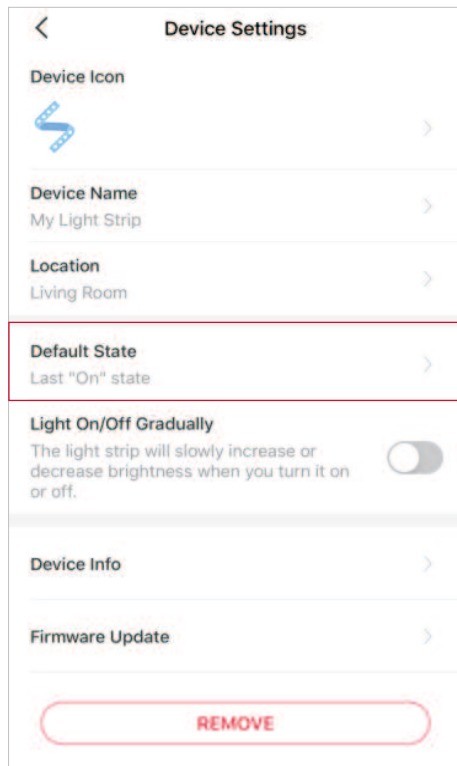 Device Settings
Device Icon
Device Name
My Light Strip
Location
Living Room
Default State
Last "On" state
Light On/Off Gradually
The light strip will slowly increase or
decrease brightness when you turn it on
or off.
Device Info
Firmware Update
REMOVE